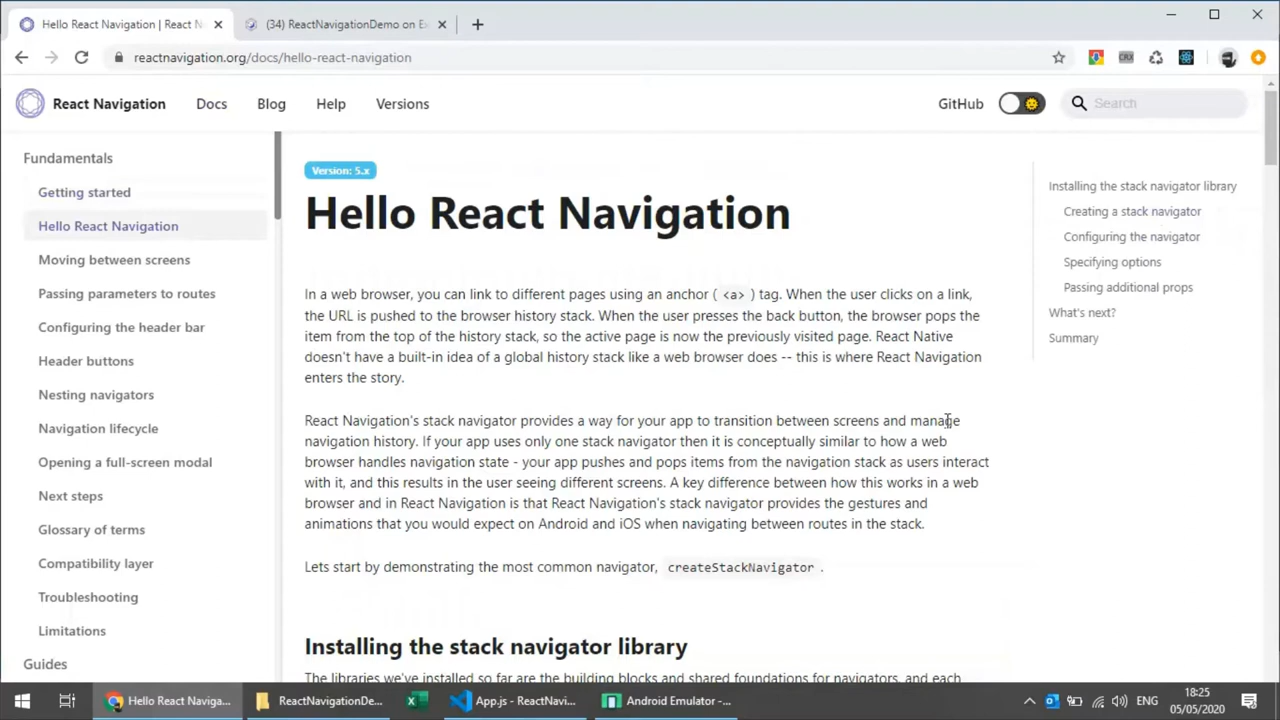 Hello React Navigation | React N
(34) ReactNavigationDemo on E
reactnavigation.org/docs/hello-react-navigation
React Navigation Docs Blog Help Versions GitHub Search
Fundamentals
Getting started
Hello React Navigation
Moving between screens
Passing parameters to routes
Configuring the header bar
Header buttons
Nesting navigators
Navigation lifecycle
Opening a full-screen modal
Next steps
Glossary of terms
Compatibility layer
Troubleshooting
Limitations
Guides
Version: 5.x
Hello React Navigation
In a web browser, you can link to different pages using an anchor ( <a> ) tag. When the user clicks on a link,
the URL is pushed to the browser history stack. When the user presses the back button, the browser pops the
item from the top of the history stack, so the active page is now the previously visited page. React Native
doesn't have a built-in idea of a global history stack like a web browser does -- this is where React Navigation
enters the story.
React Navigation's stack navigator provides a way for your app to transition between screens and manage
navigation history. If your app uses only one stack navigator then it is conceptually similar to how a web
browser handles navigation state - your app pushes and pops items from the navigation stack as users interact
with it, and this results in the user seeing different screens. A key difference between how this works in a web
browser and in React Navigation is that React Navigation's stack navigator provides the gestures and
animations that you would expect on Android and iOS when navigating between routes in the stack.
Lets start by demonstrating the most common navigator, createStackNavigator .
Installing the stack navigator library
The libraries we've installed so far are the building blocks and shared foundations for navigators, and each
Installing the stack navigator library
Creating a stack navigator
Configuring the navigator
Specifying options
Passing additional props
What's next?
Summary
Hello React Naviga...
ReactNavigationDe...
App.js - ReactNavi...
Android Emulator -...
ENG
18:25
05/05/2020